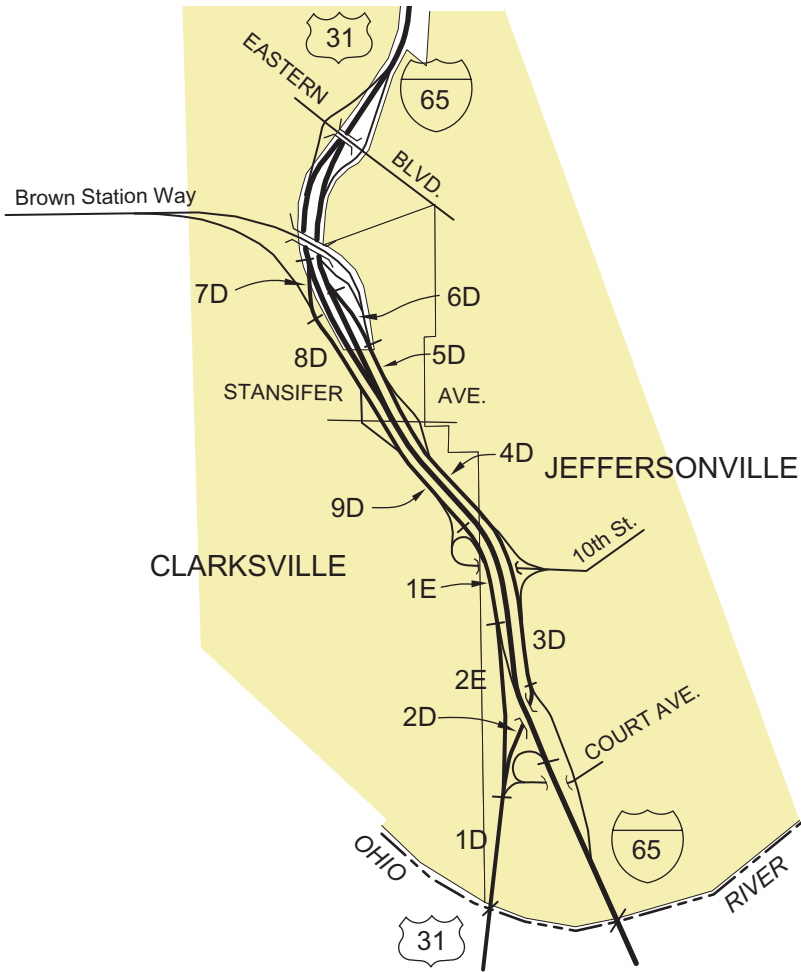 31
EASTERN
65
BLVD.
Brown Station Way
7D
6D
8D
5D
STANSIFER
AVE.
4D
JEFFERSONVILLE
9D
10th St.
CLARKSVILLE
1E
3D
2E
2D
COURT AVE.
1D
65
OHIO
RIVER
31